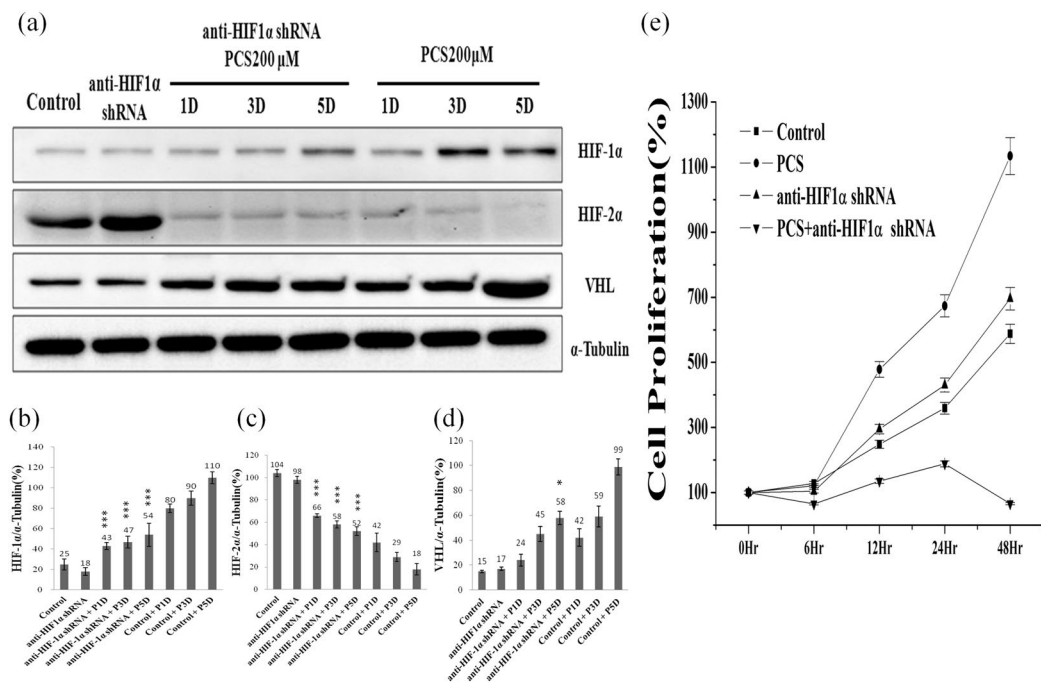 (a)
anti-HIF1α shRNA
PCS200 μM
PCS200μM
Control
anti-HIF1α
shRNA
1D
3D
5D
1D
3D
5D
HIF-1α
HIF-2α
VHL
α-Tubulin
(b)
HIF-1α/α-Tubulin(%)
140
120
100
80
60
40
20
0
25
18
43
***
47
***
54
***
80
90
110
Control
anti-HIF1α shRNA
anti-HIF-1α shRNA + P1D
anti-HIF-1α shRNA + P3D
anti-HIF-1α shRNA + P5D
Control+ P1D
Control+ P3D
Control+ P5D
(c)
HIF-2α/α-Tubulin(%)
120
100
80
60
40
20
0
104
98
66
***
58
***
52
***
42
29
18
Control
anti-HIF1α shRNA
anti-HIF-1α shRNA + P1D
anti-HIF-1α shRNA + P3D
anti-HIF-1α shRNA + P5D
Control+ P1D
Control+ P3D
Control+ P5D
(d)
VHL/α-Tubulin(%)
120
100
80
60
40
20
0
15
17
24
45
58
*
42
59
99
Control
anti-HIF1α shRNA
anti-HIF-1α shRNA + P1D
anti-HIF-1α shRNA + P3D
anti-HIF-1α shRNA + P5D
Control+ P1D
Control+ P3D
Control+ P5D
(e)
Cell Proliferation(%)
1300
1100
900
700
500
300
100
Control
PCS
anti-HIF1α shRNA
PCS+anti-HIF1α shRNA
0Hr
6Hr
12Hr
24Hr
48Hr